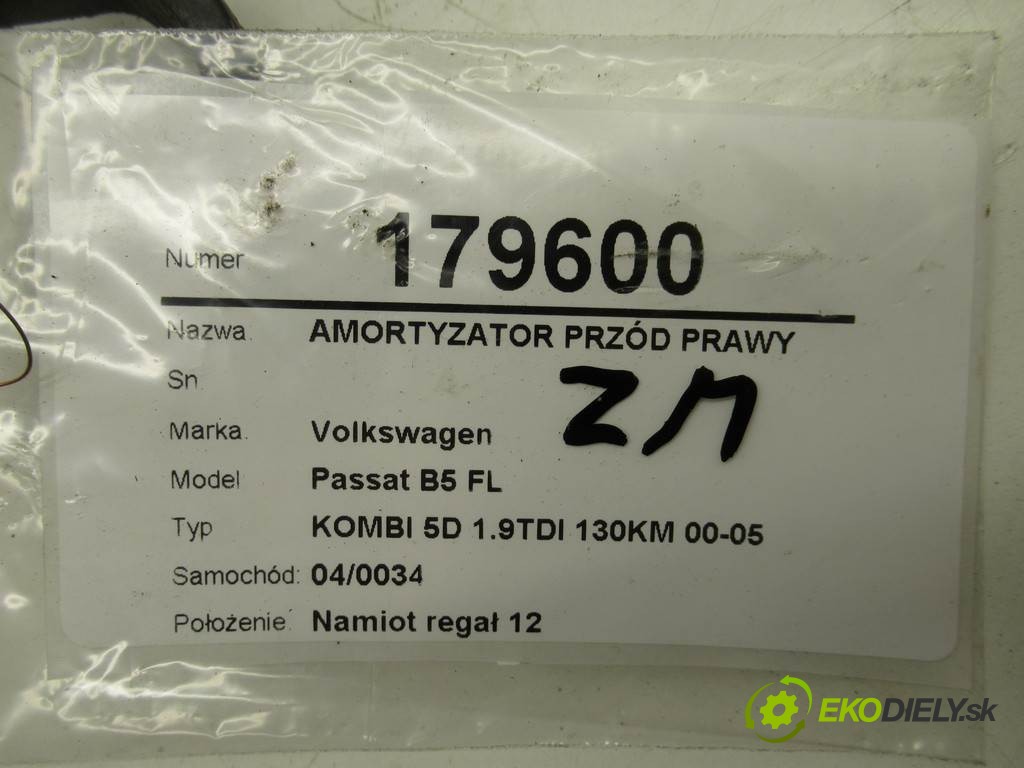 Numer 179600
Nazwa AMORTYZATOR PRZÓD PRAWY
Sn
Marka Volkswagen
Model Passat B5 FL
Typ KOMBI 5D 1.9TDI 130KM 00-05
Samochód: 04/0034
Położenie Namiot regał 12
EKODIELY.sk